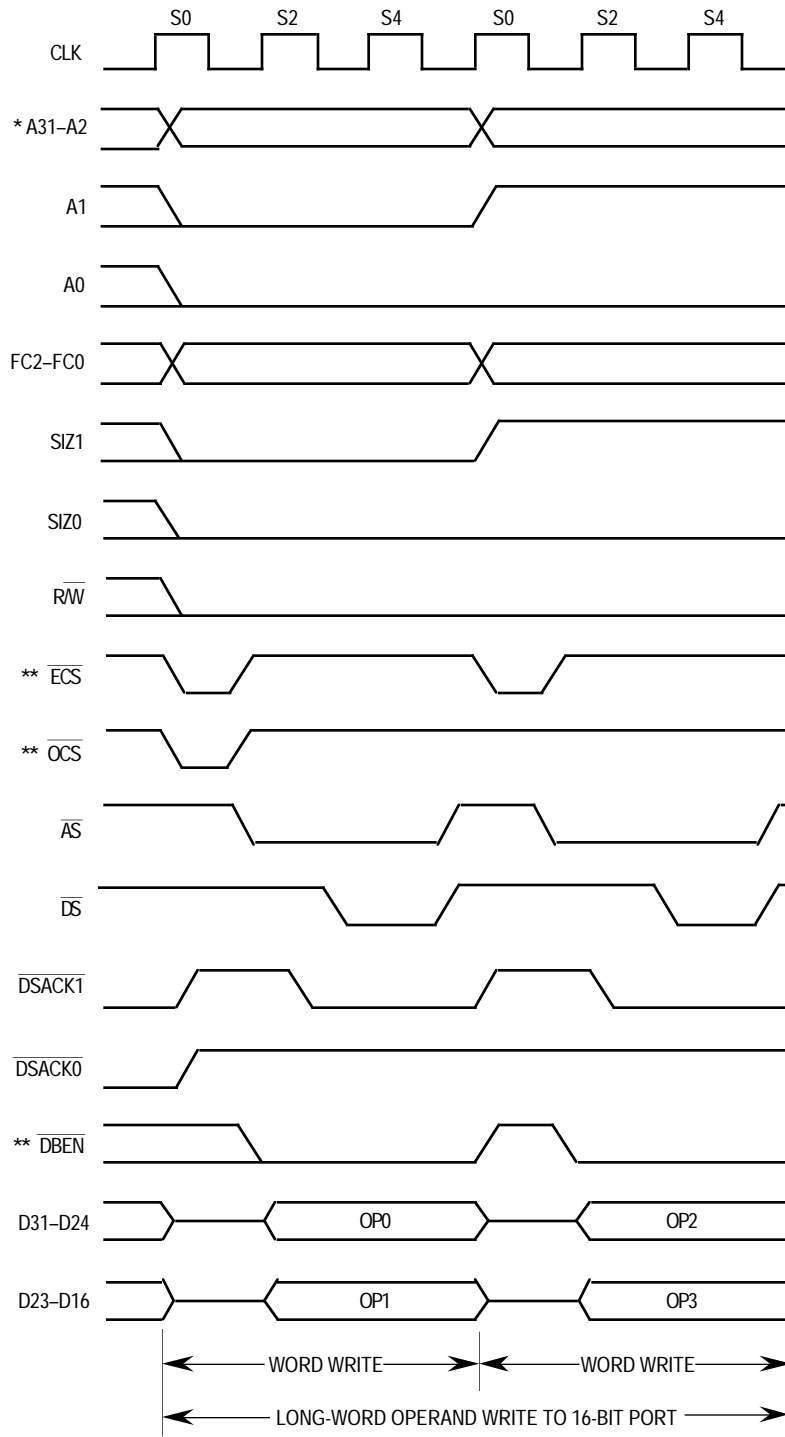 S0 S2 S4 S0 S2 S4
CLK
* A31–A2
A1
A0
FC2–FC0
SIZ1
SIZ0
R/W
** ECS
** OCS
AS
DS
DSACK1
DSACK0
** DBEN
D31–D24 OP0 OP2
D23–D16 OP1 OP3
WORD WRITE WORD WRITE
LONG-WORD OPERAND WRITE TO 16-BIT PORT